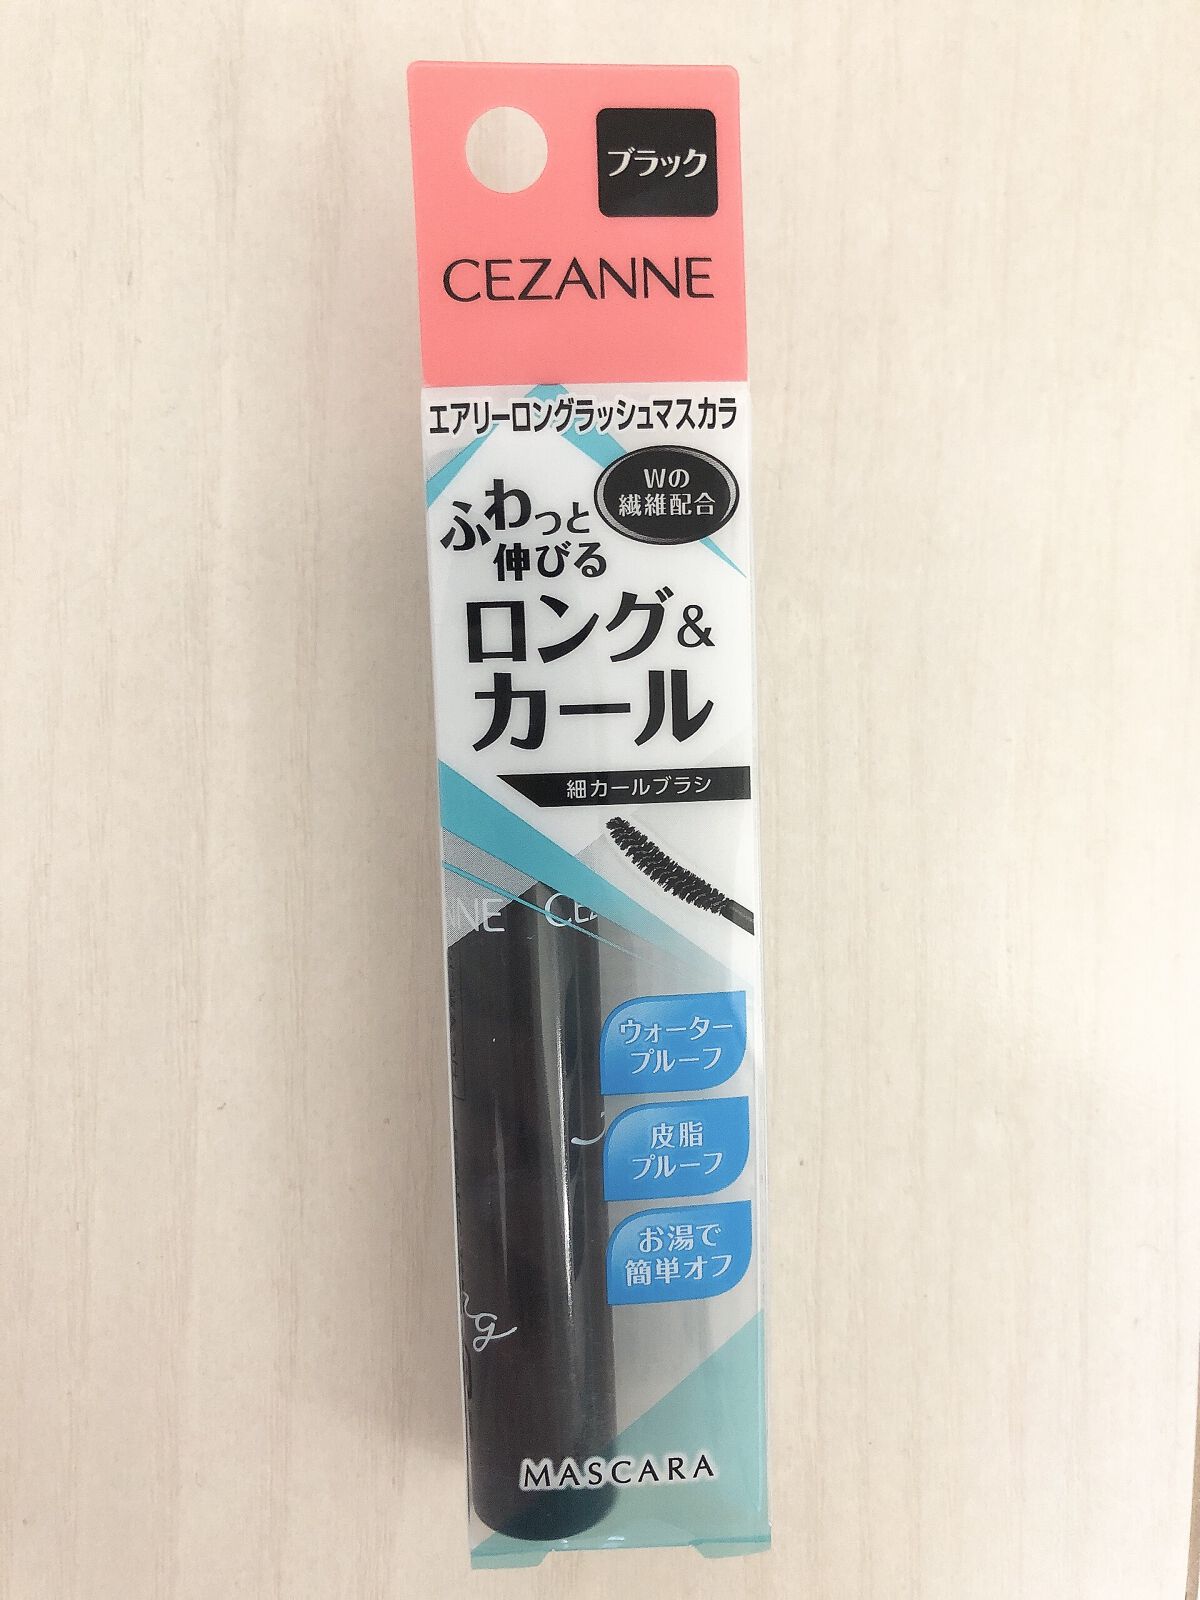 ブラック
CEZANNE
エアリーロングラッシュマスカラ
Wの
繊維配合
ふわっと
伸びる
ロング&
カール
細カールブラシ
NNE CEZ
ウォーター
プルーフ
皮脂
プルーフ
お湯で
簡単オフ
g
MASCARA